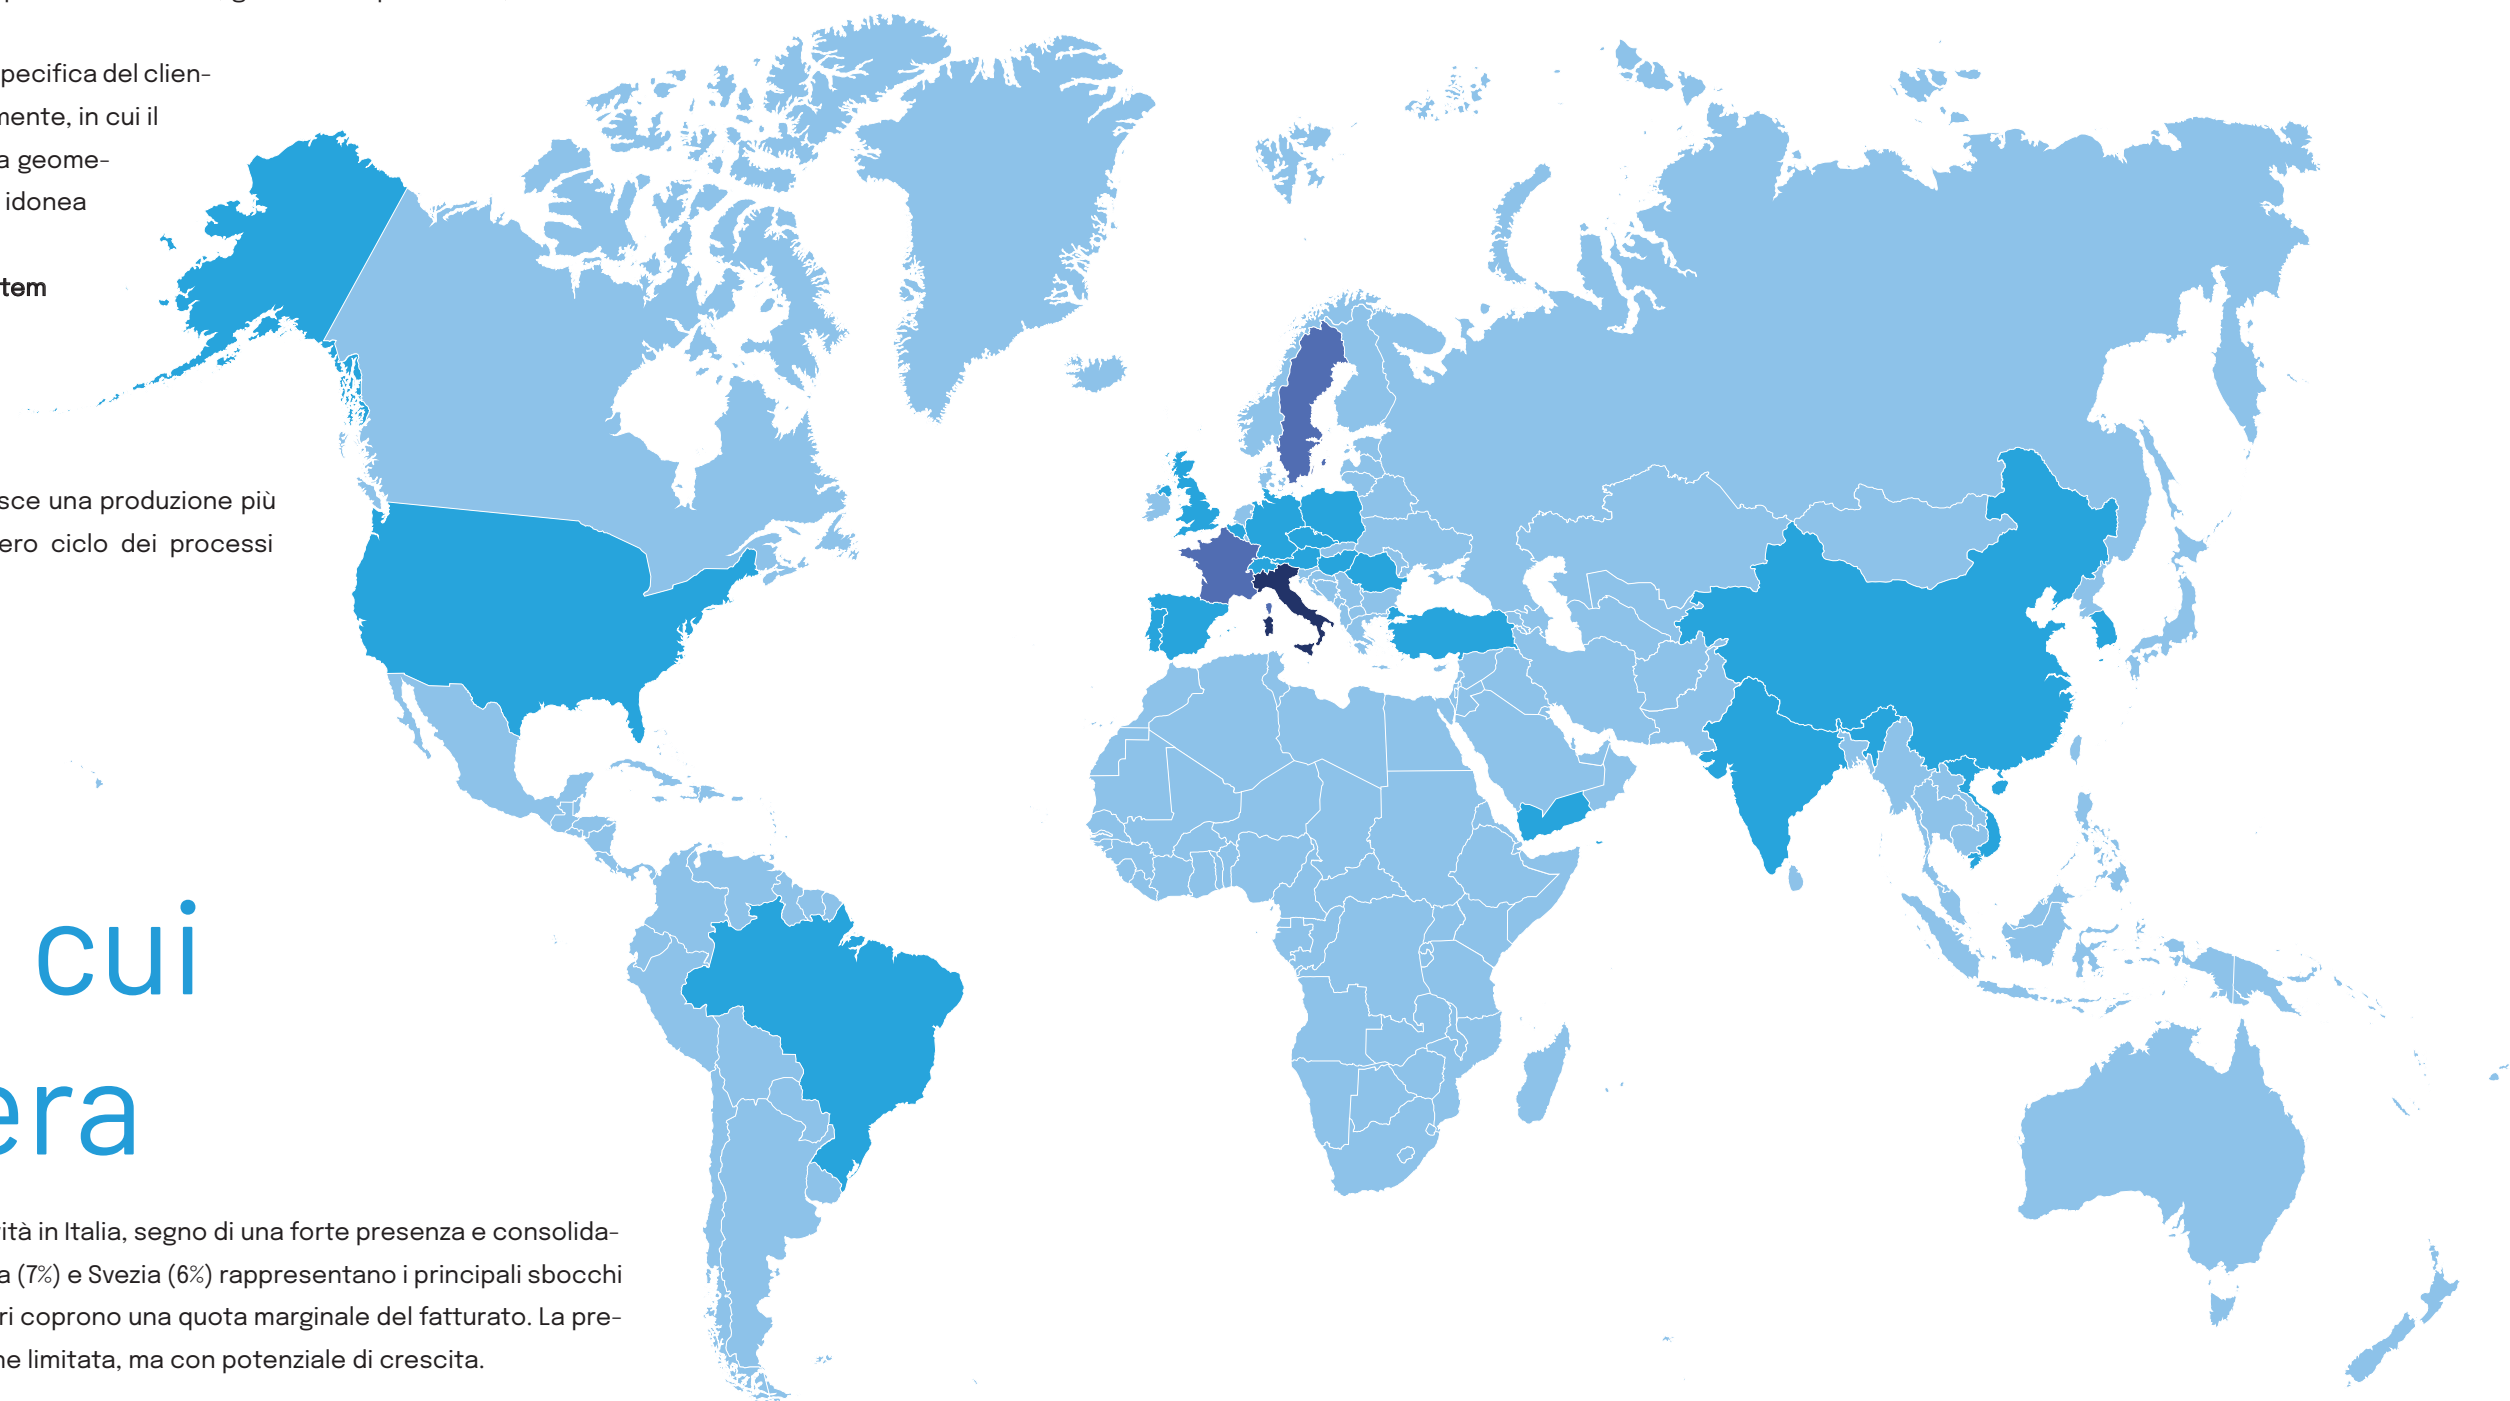 pecifica del clien-
mente, in cui il
a geome-
idonea
tem
sce una produzione più
ero ciclo dei processi
cui
era
ità in Italia, segno di una forte presenza e consolida-
a (7%) e Svezia (6%) rappresentano i principali sbocchi
ri coprono una quota marginale del fatturato. La pre-
ne limitata, ma con potenziale di crescita.